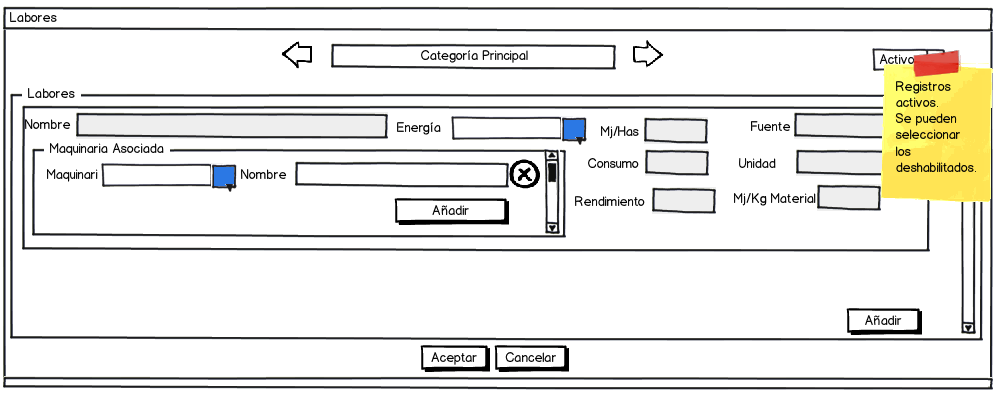 Labores
Categoría Principal
Activo
Registros
activos.
Se pueden
seleccionar
los
deshabilitados.
Labores
Nombre
Energía
Mj/Has
Fuente
Maquinaria Asociada
Consumo
Unidad
Maquinari
Nombre
Rendimiento
Mj/Kg Material
Añadir
Añadir
Aceptar
Cancelar